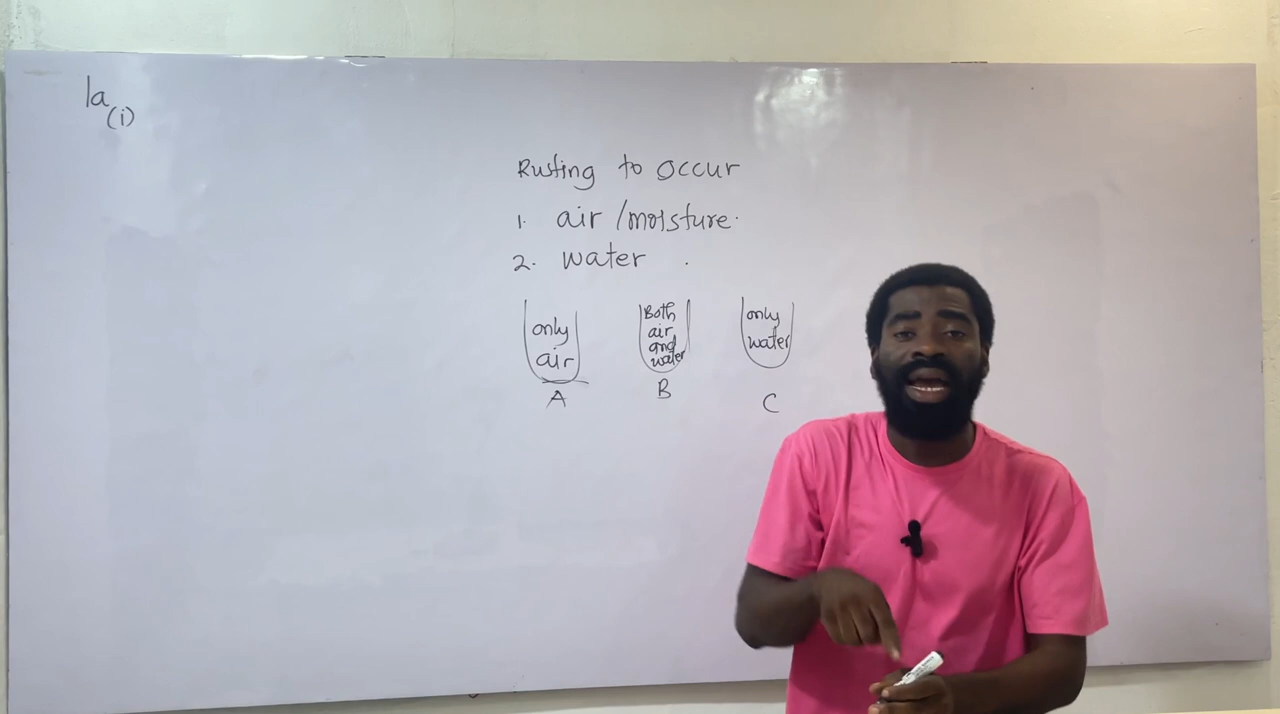 1a
(i)
Rusting to occur
1. air/moisture.
2. water .
only
air
A
Both
air
and
water
B
only
water
C